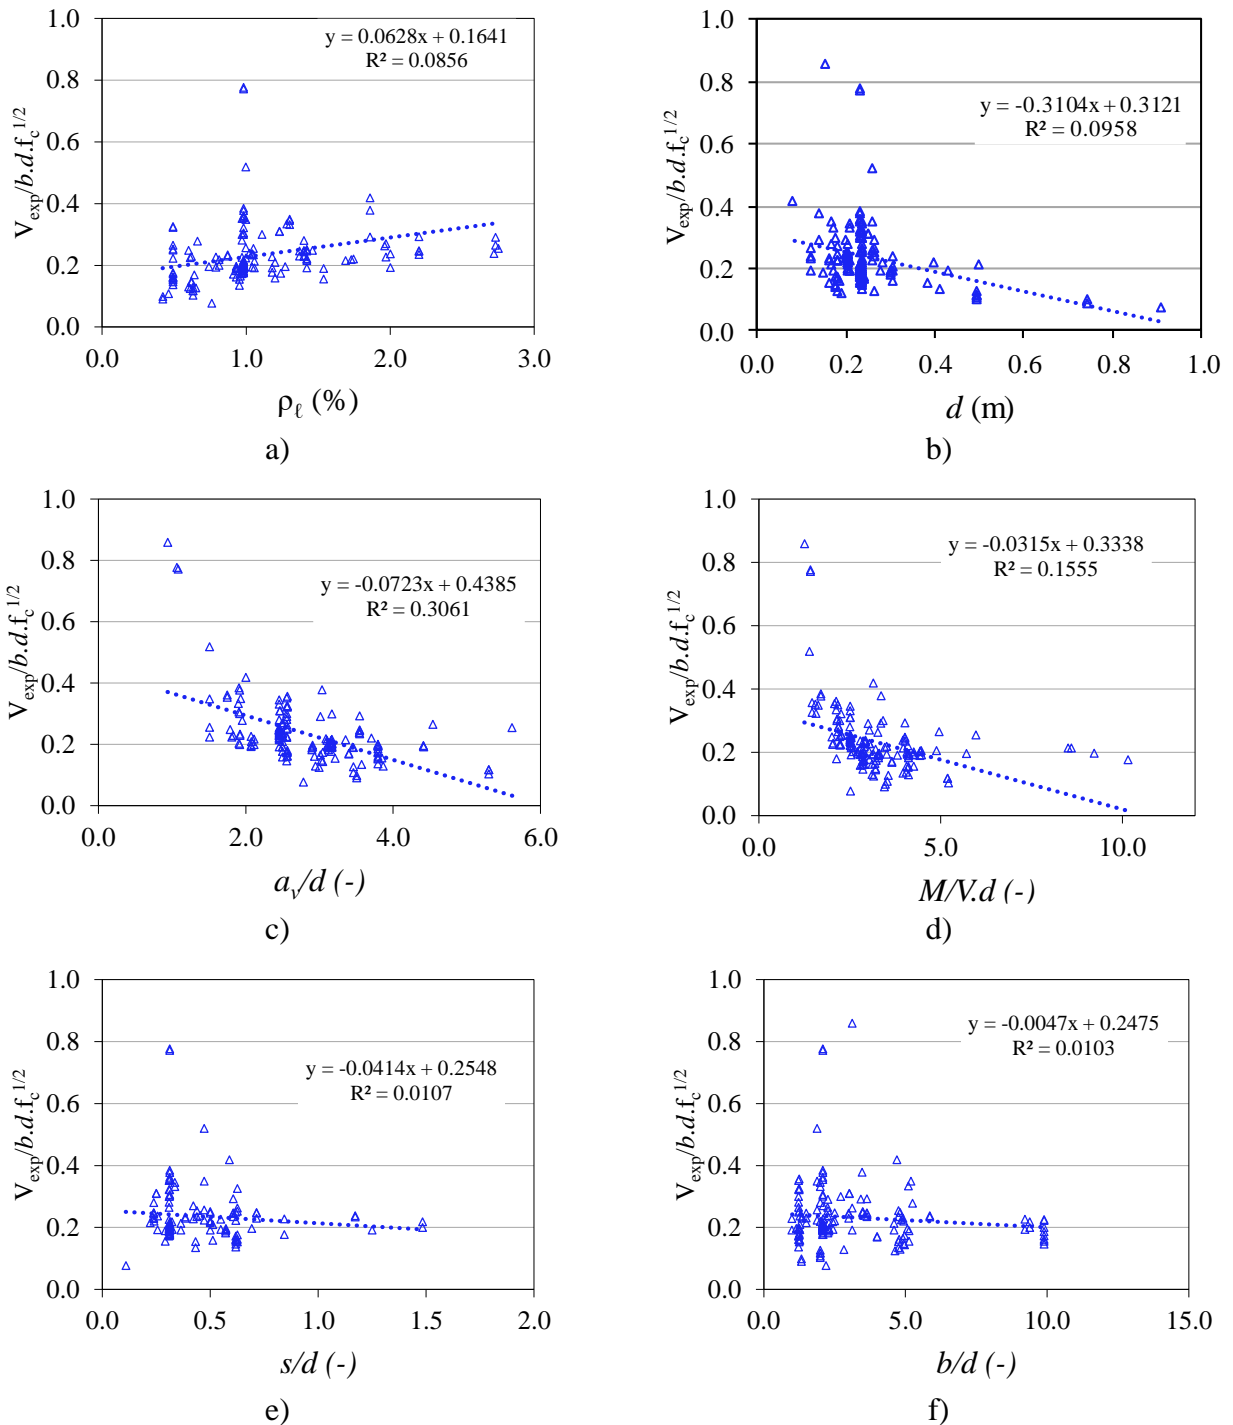 y = 0.0628x + 0.1641
R² = 0.0856
1.0
0.8
0.6
0.4
0.2
0.0
V_exp/b.d.f_c^1/2
0.0 1.0 2.0 3.0
ρ_ℓ (%)
a)
y = -0.3104x + 0.3121
R² = 0.0958
1.0
0.8
0.6
0.4
0.2
0.0
V_exp/b.d.f_c^1/2
0.0 0.2 0.4 0.6 0.8 1.0
d (m)
b)
y = -0.0723x + 0.4385
R² = 0.3061
1.0
0.8
0.6
0.4
0.2
0.0
V_exp/b.d.f_c^1/2
0.0 2.0 4.0 6.0
a_v/d (-)
c)
y = -0.0315x + 0.3338
R² = 0.1555
1.0
0.8
0.6
0.4
0.2
0.0
V_exp/b.d.f_c^1/2
0.0 5.0 10.0
M/V.d (-)
d)
y = -0.0414x + 0.2548
R² = 0.0107
1.0
0.8
0.6
0.4
0.2
0.0
V_exp/b.d.f_c^1/2
0.0 0.5 1.0 1.5 2.0
s/d (-)
e)
y = -0.0047x + 0.2475
R² = 0.0103
1.0
0.8
0.6
0.4
0.2
0.0
V_exp/b.d.f_c^1/2
0.0 5.0 10.0 15.0
b/d (-)
f)